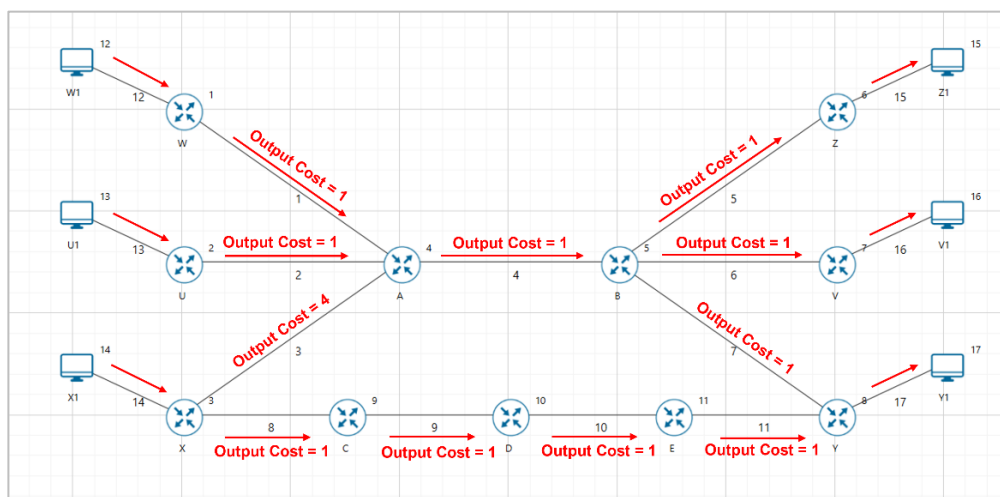 12
15
W1
12
1
6
15
Z1
W
Z
Output Cost = 1
Output Cost = 1
1
5
13
16
U1
13
2
Output Cost = 1
4
Output Cost = 1
5
Output Cost = 1
7
16
V1
U
2
A
4
B
6
V
Output Cost = 4
3
Output Cost = 1
7
14
17
X1
14
3
9
10
11
8
17
Y1
X
8
C
9
D
10
E
11
Y
Output Cost = 1
Output Cost = 1
Output Cost = 1
Output Cost = 1